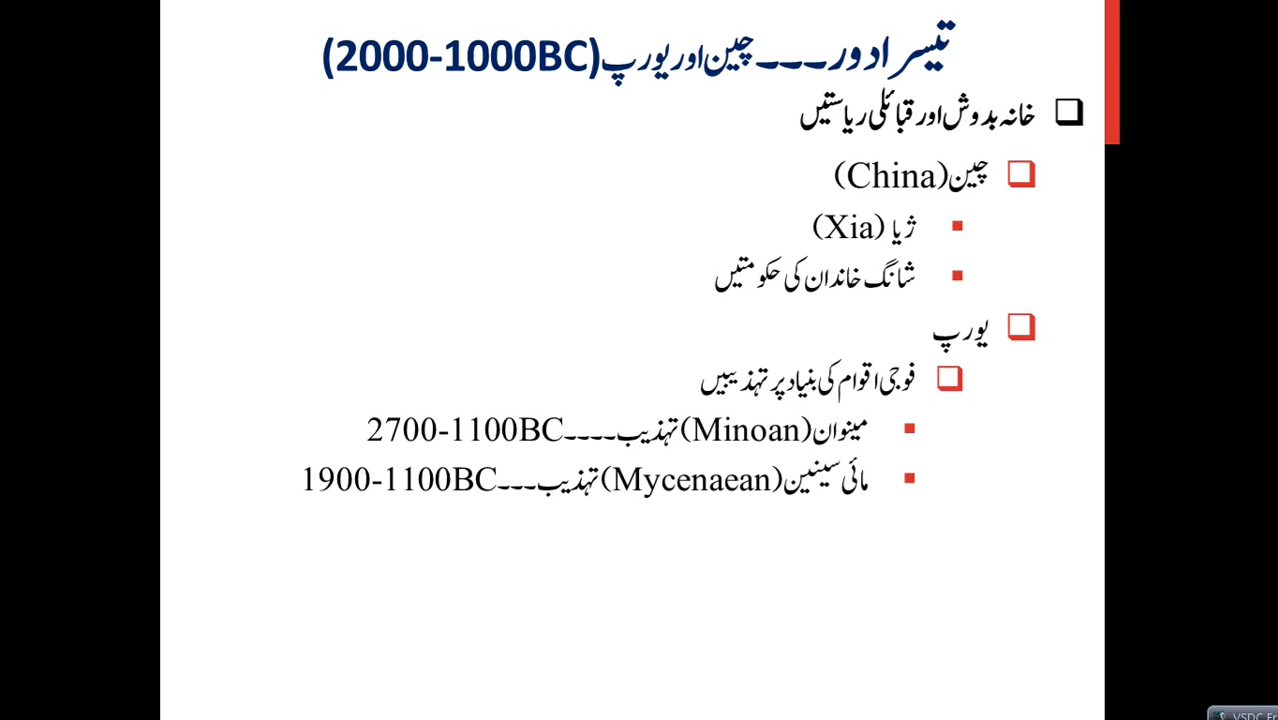 تیسرا دور۔۔۔چین اور یورپ(2000-1000BC)
خانہ بدوش اور قبائلی ریاستیں
چین(China)
ژیا (Xia)
شانگ خاندان کی حکومتیں
یورپ
فوجی اقوام کی بنیاد پر تہذیبیں
مینوان(Minoan)تہذیب۔۔۔۔2700-1100BC
مائی سینین(Mycenaean)تہذیب۔۔۔1900-1100BC